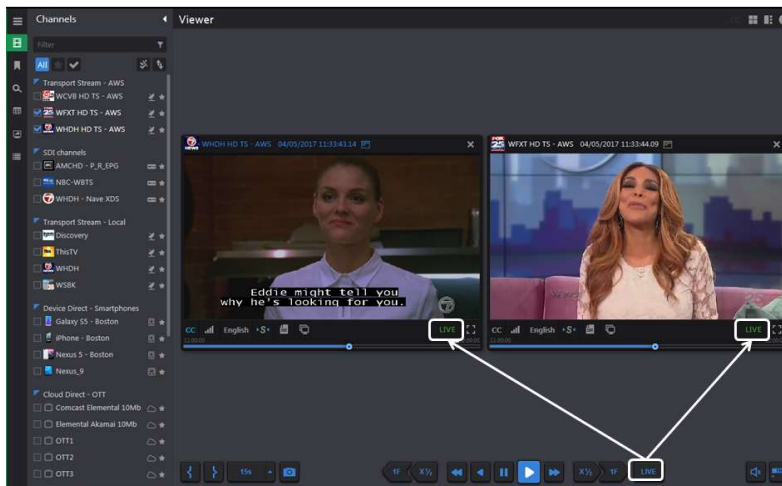 Channels
Viewer
Filter
All
Transport Stream - AWS
WCVB HD TS - AWS
WFXT HD TS - AWS
WHDH HD TS - AWS
SDI channels
AMCHD - P_R_EPG
NBC-WBTS
WHDH - Nave XDS
Transport Stream - Local
Discovery
ThisTV
WHDH
WSBK
Device Direct - Smartphones
Galaxy S5 - Boston
iPhone - Boston
Nexus 5 - Boston
Nexus_9
Cloud Direct - OTT
Comcast Elemental 10Mb
Elemental Akamai 10Mb
OTT1
OTT2
OTT3
WHDH HD TS - AWS 04/05/2017 11:33:43.14
Eddie might tell you
why he's looking for you.
CC English S LIVE
11:00:00
FOX 25 WFXT HD TS - AWS 04/05/2017 11:33:44.09
CC English S LIVE
15s 1F X½ X½ 1F LIVE